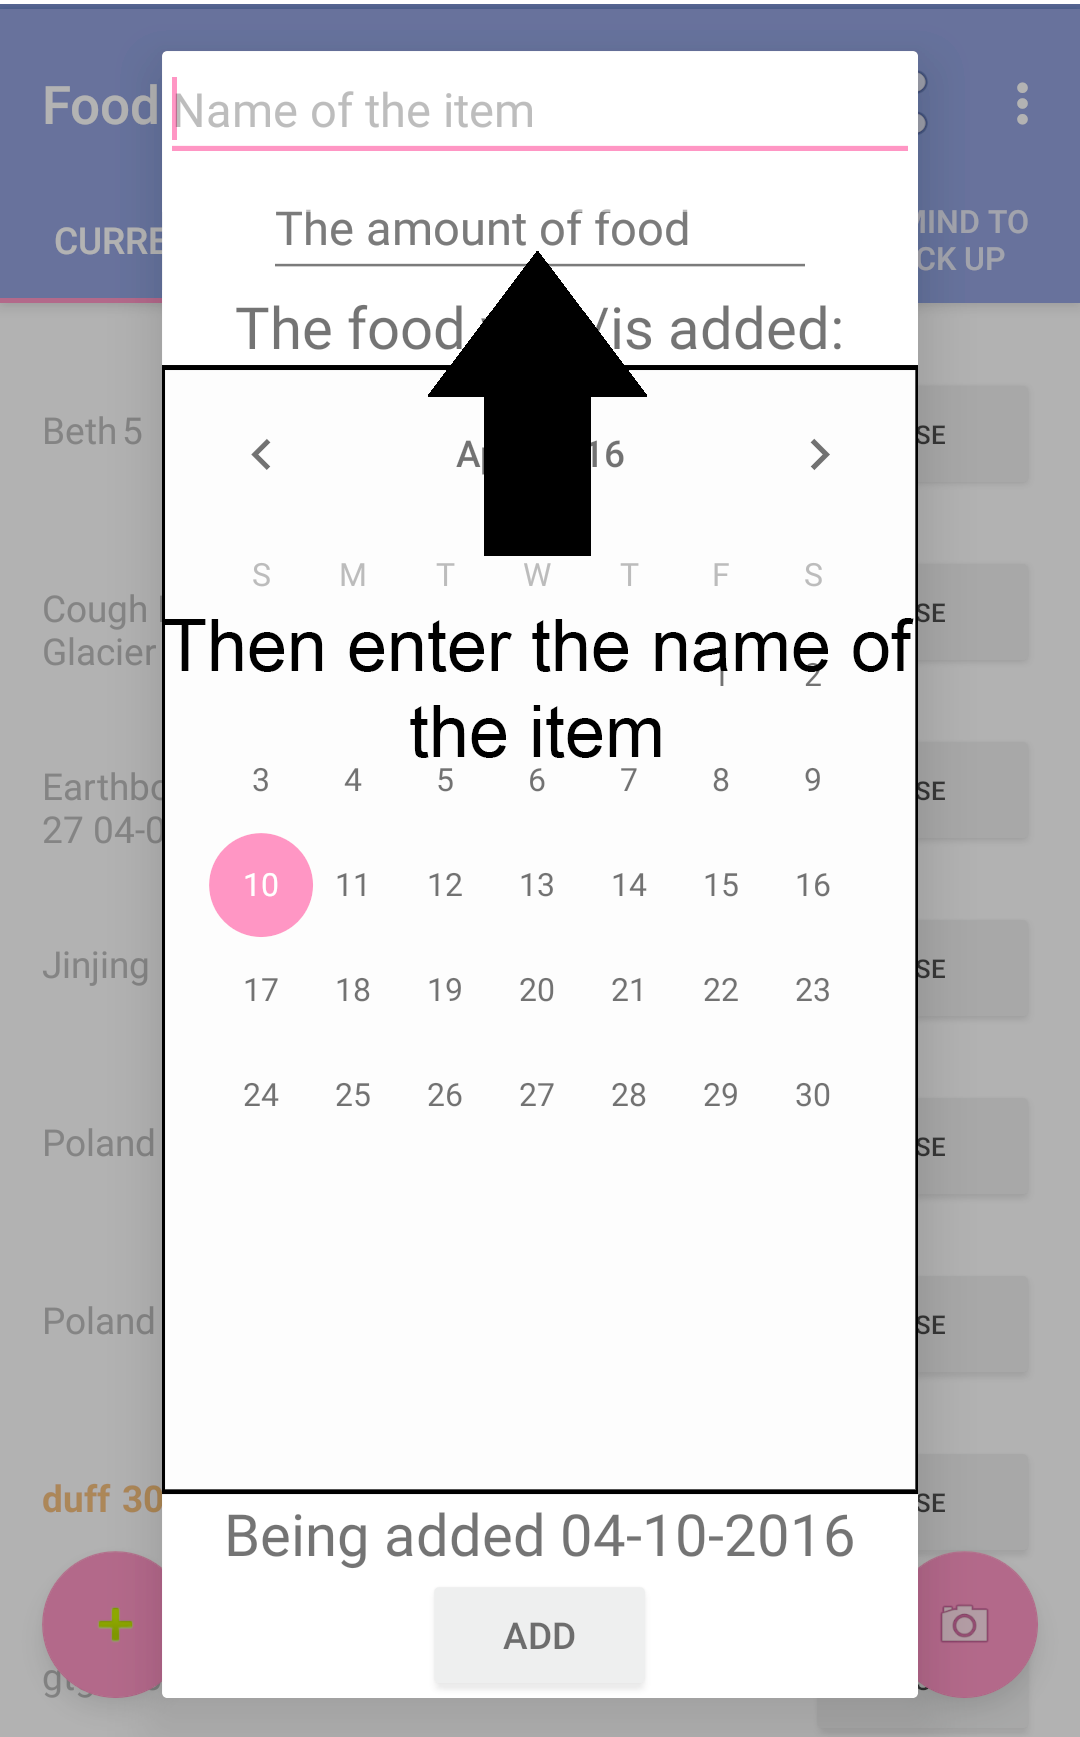 Food
Name of the item
CURRE
MIND TO
CK UP
The amount of food
The food /is added:
Beth 5
SE
Ap 16
S M T W T F S
Cough
Glacier
SE
Then enter the name of
the item
1 2
3 4 5 6 7 8 9
Earthbo
27 04-0
SE
10 11 12 13 14 15 16
Jinjing
SE
17 18 19 20 21 22 23
24 25 26 27 28 29 30
Poland
SE
Poland
SE
duff 30
SE
Being added 04-10-2016
+
ADD